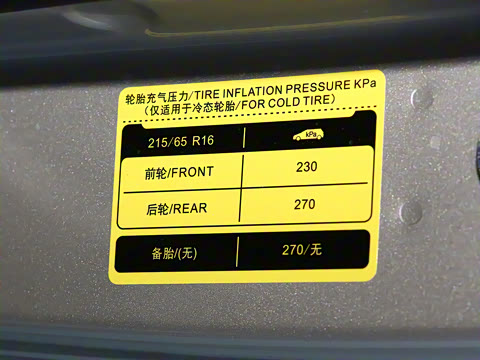 轮胎充气压力/TIRE INFLATION PRESSURE KPa
（仅适用于冷态轮胎/FOR COLD TIRE）
215/65 R16 kPa
前轮/FRONT 230
后轮/REAR 270
备胎/(无) 270/无